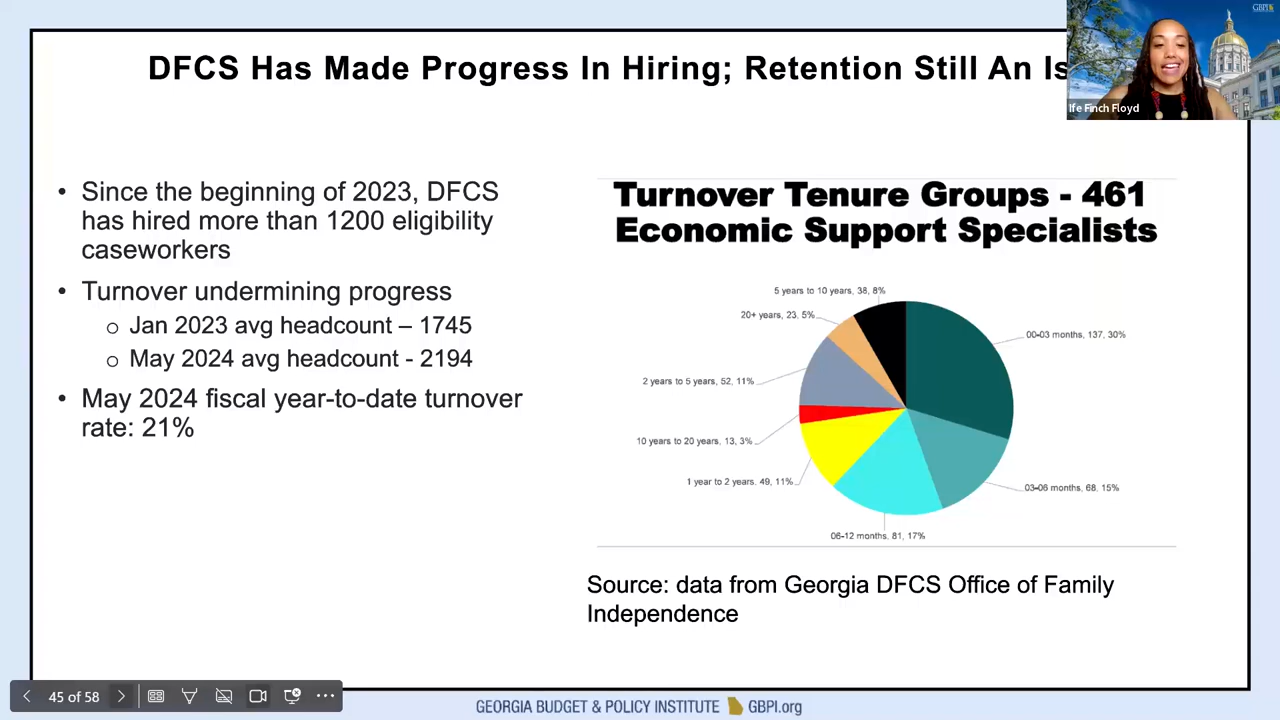 DFCS Has Made Progress In Hiring; Retention Still An Is
GBPI
Ife Finch Floyd
• Since the beginning of 2023, DFCS
has hired more than 1200 eligibility
caseworkers
• Turnover undermining progress
o Jan 2023 avg headcount – 1745
o May 2024 avg headcount - 2194
• May 2024 fiscal year-to-date turnover
rate: 21%
Turnover Tenure Groups - 461
Economic Support Specialists
5 years to 10 years, 38, 8%
20+ years, 23, 5%
00-03 months, 137, 30%
2 years to 5 years, 52, 11%
10 years to 20 years, 13, 3%
1 year to 2 years, 49, 11%
03-06 months, 68, 15%
06-12 months, 81, 17%
Source: data from Georgia DFCS Office of Family
Independence
45 of 58
GEORGIA BUDGET & POLICY INSTITUTE GBPI.org